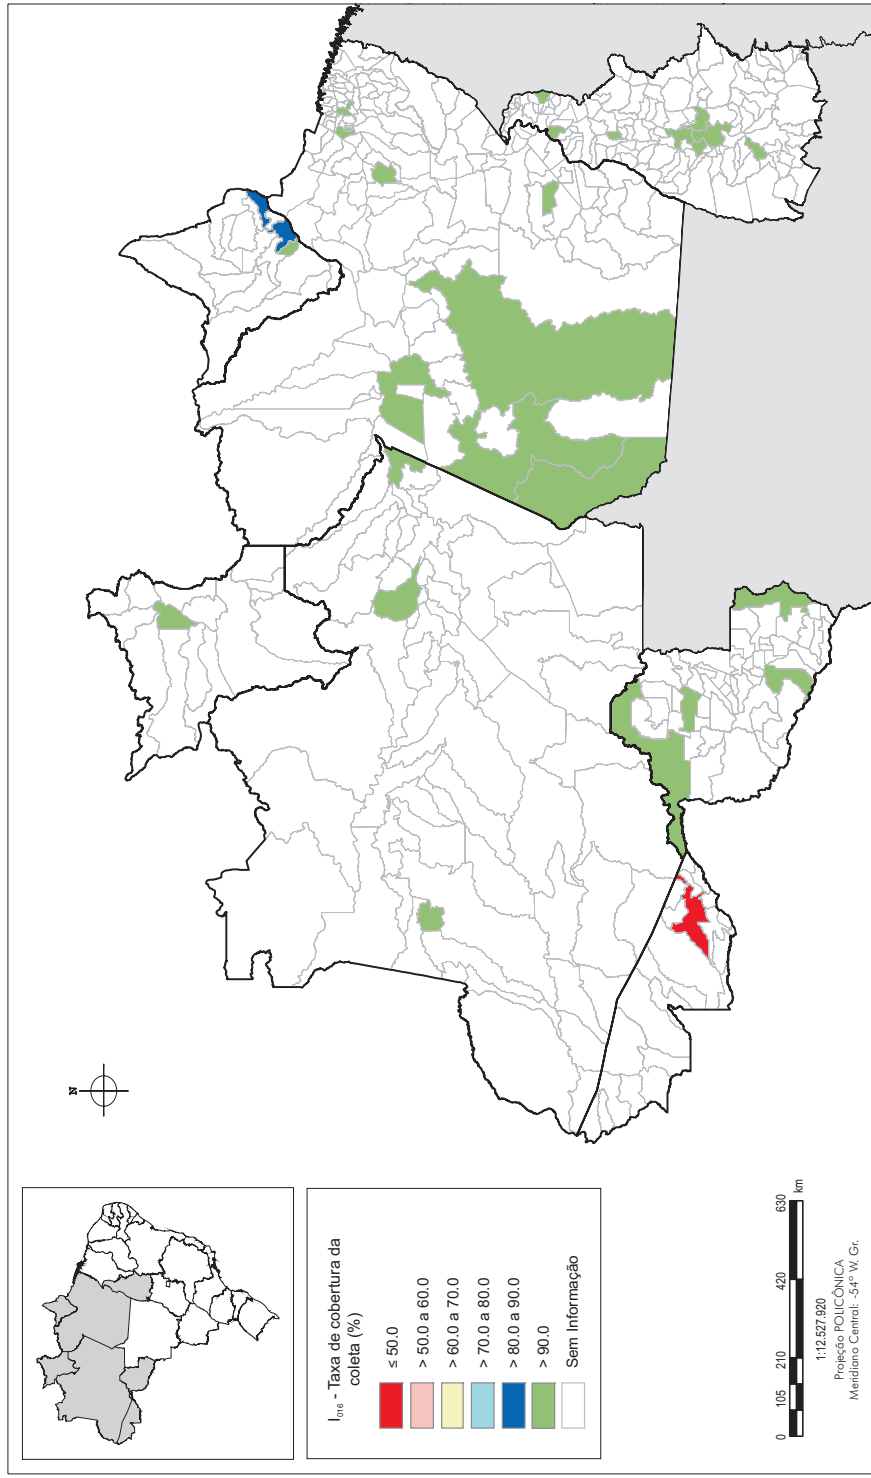 N
I₀₁₆ - Taxa de cobertura da
coleta (%)
≤ 50.0
> 50.0 a 60.0
> 60.0 a 70.0
> 70.0 a 80.0
> 80.0 a 90.0
> 90.0
Sem Informação
0 105 210 420 630
km
1:12.527.920
Projeção POLICÔNICA
Meridiano Central: -54° W. Gr.